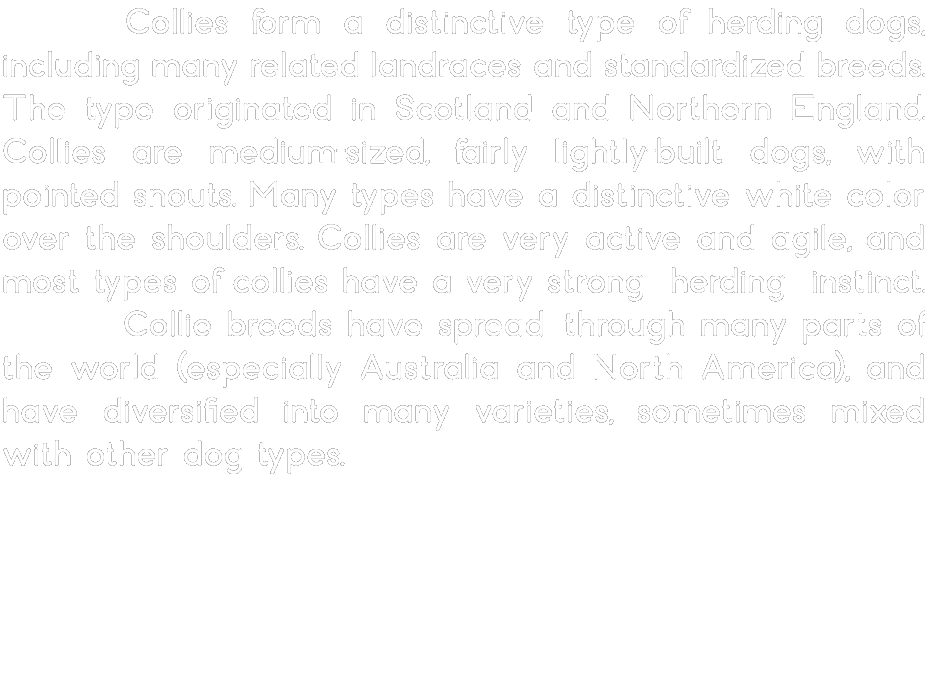 Collies form a distinctive type of herding dogs,
including many related landraces and standardized breeds.
The type originated in Scotland and Northern England.
Collies are medium-sized, fairly lightly-built dogs, with
pointed snouts. Many types have a distinctive white color
over the shoulders. Collies are very active and agile, and
most types of collies have a very strong herding instinct.
Collie breeds have spread through many parts of
the world (especially Australia and North America), and
have diversified into many varieties, sometimes mixed
with other dog types.